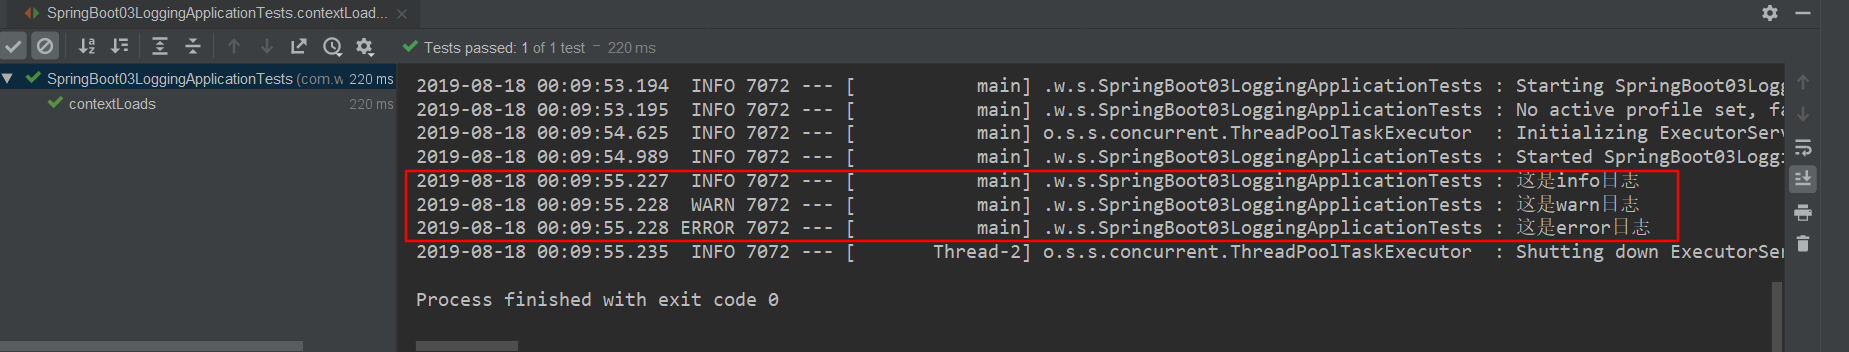 SpringBoot03LoggingApplicationTests.contextLoad...
Tests passed: 1 of 1 test – 220 ms
SpringBoot03LoggingApplicationTests (com.w 220 ms
contextLoads 220 ms
2019-08-18 00:09:53.194  INFO 7072 --- [           main] .w.s.SpringBoot03LoggingApplicationTests : Starting SpringBoot03Logg
2019-08-18 00:09:53.195  INFO 7072 --- [           main] .w.s.SpringBoot03LoggingApplicationTests : No active profile set, fa
2019-08-18 00:09:54.625  INFO 7072 --- [           main] o.s.s.concurrent.ThreadPoolTaskExecutor  : Initializing ExecutorServ
2019-08-18 00:09:54.989  INFO 7072 --- [           main] .w.s.SpringBoot03LoggingApplicationTests : Started SpringBoot03Loggi
2019-08-18 00:09:55.227  INFO 7072 --- [           main] .w.s.SpringBoot03LoggingApplicationTests : 这是info日志
2019-08-18 00:09:55.228  WARN 7072 --- [           main] .w.s.SpringBoot03LoggingApplicationTests : 这是warn日志
2019-08-18 00:09:55.228 ERROR 7072 --- [           main] .w.s.SpringBoot03LoggingApplicationTests : 这是error日志
2019-08-18 00:09:55.235  INFO 7072 --- [       Thread-2] o.s.s.concurrent.ThreadPoolTaskExecutor  : Shutting down ExecutorSer
Process finished with exit code 0